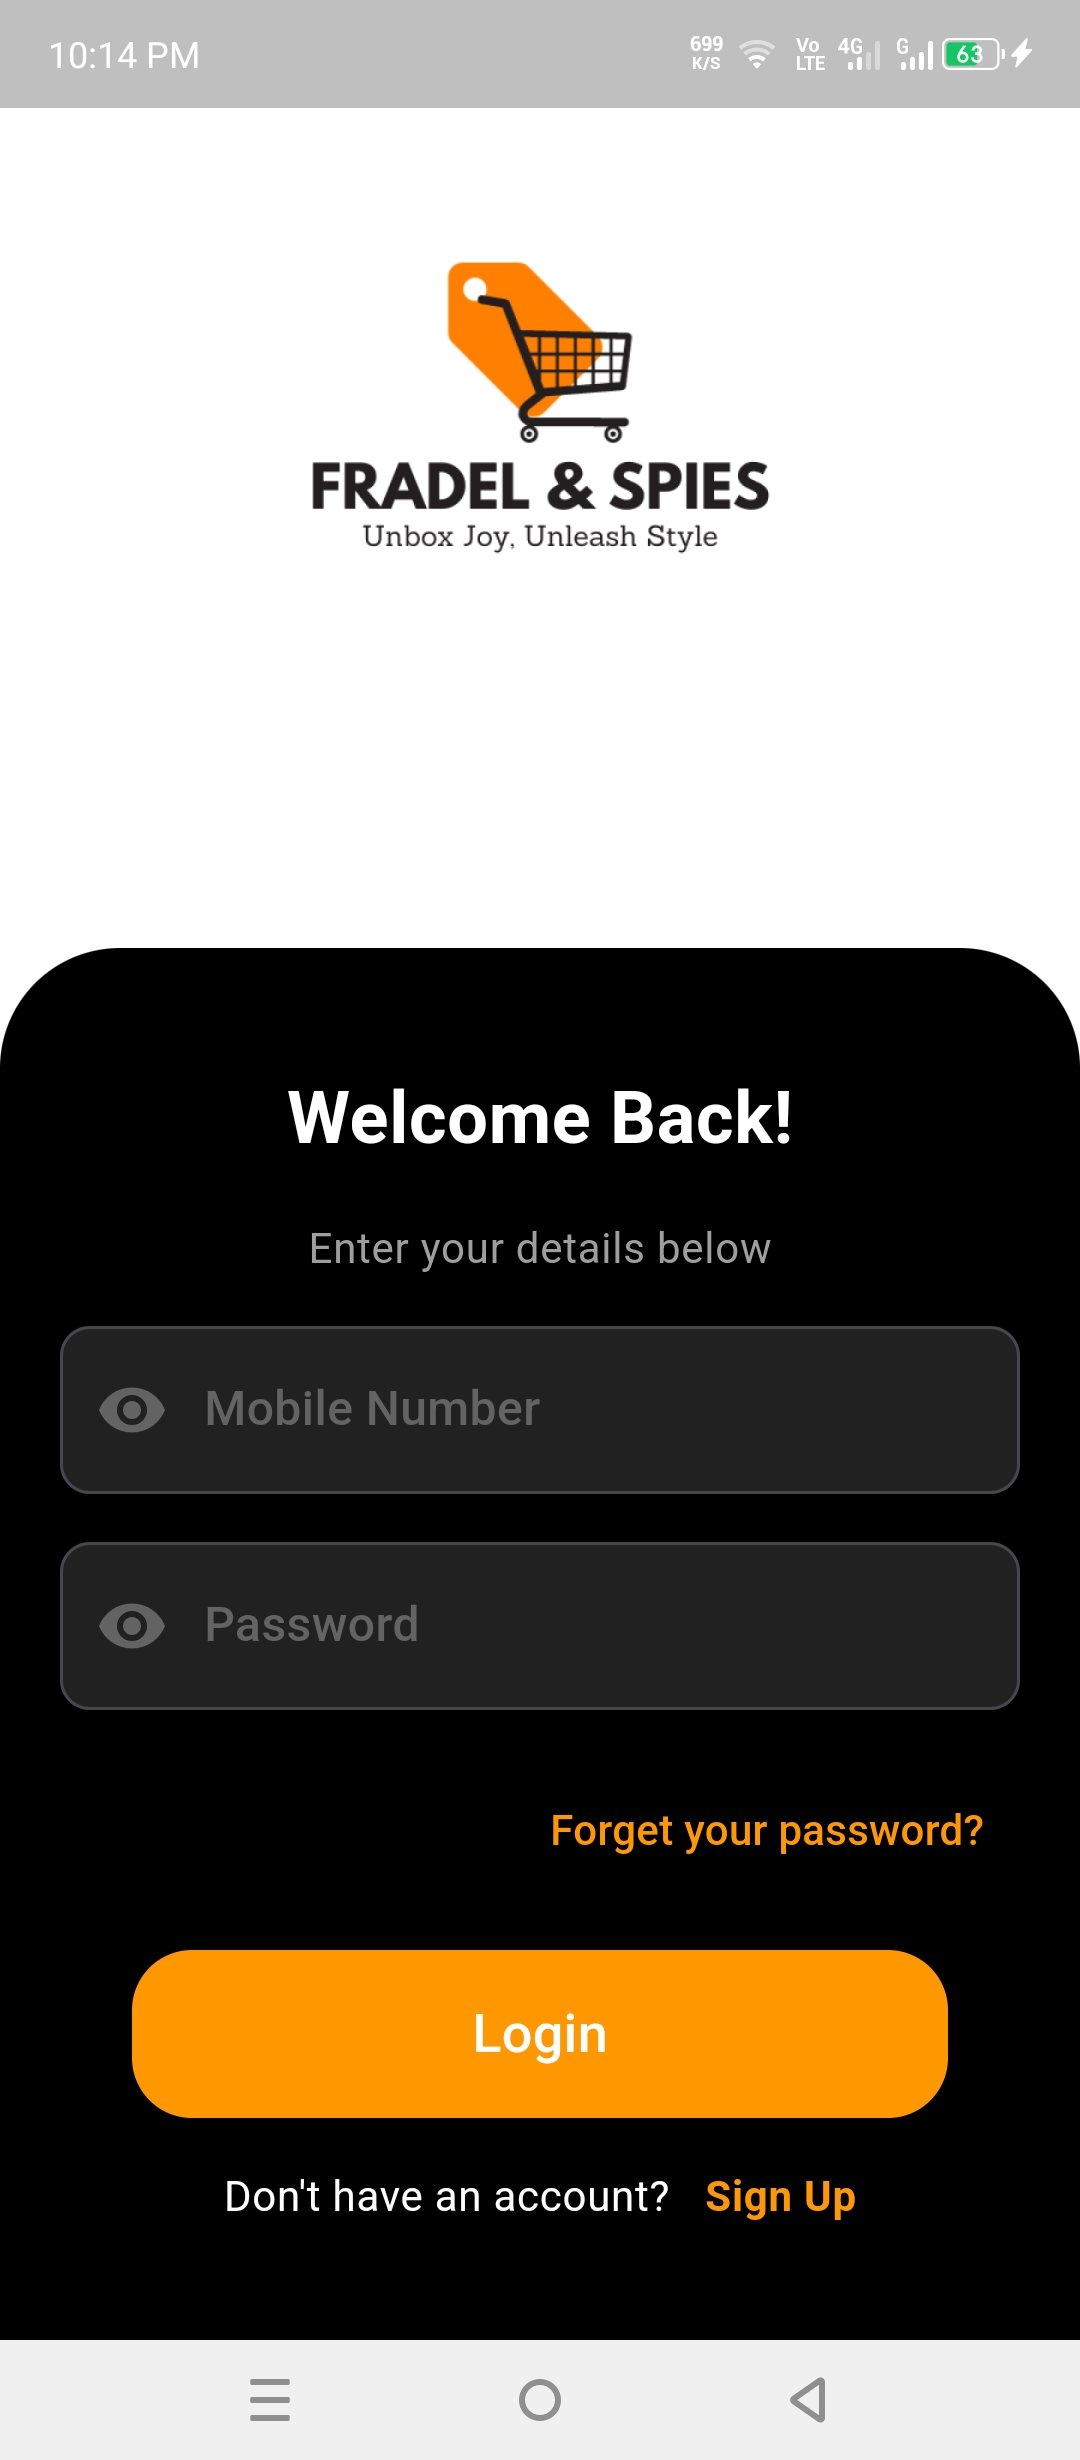 10:14 PM
699 K/S Vo LTE 4G G 63
FRADEL & SPIES
Unbox Joy, Unleash Style
Welcome Back!
Enter your details below
Mobile Number
Password
Forget your password?
Login
Don't have an account? Sign Up